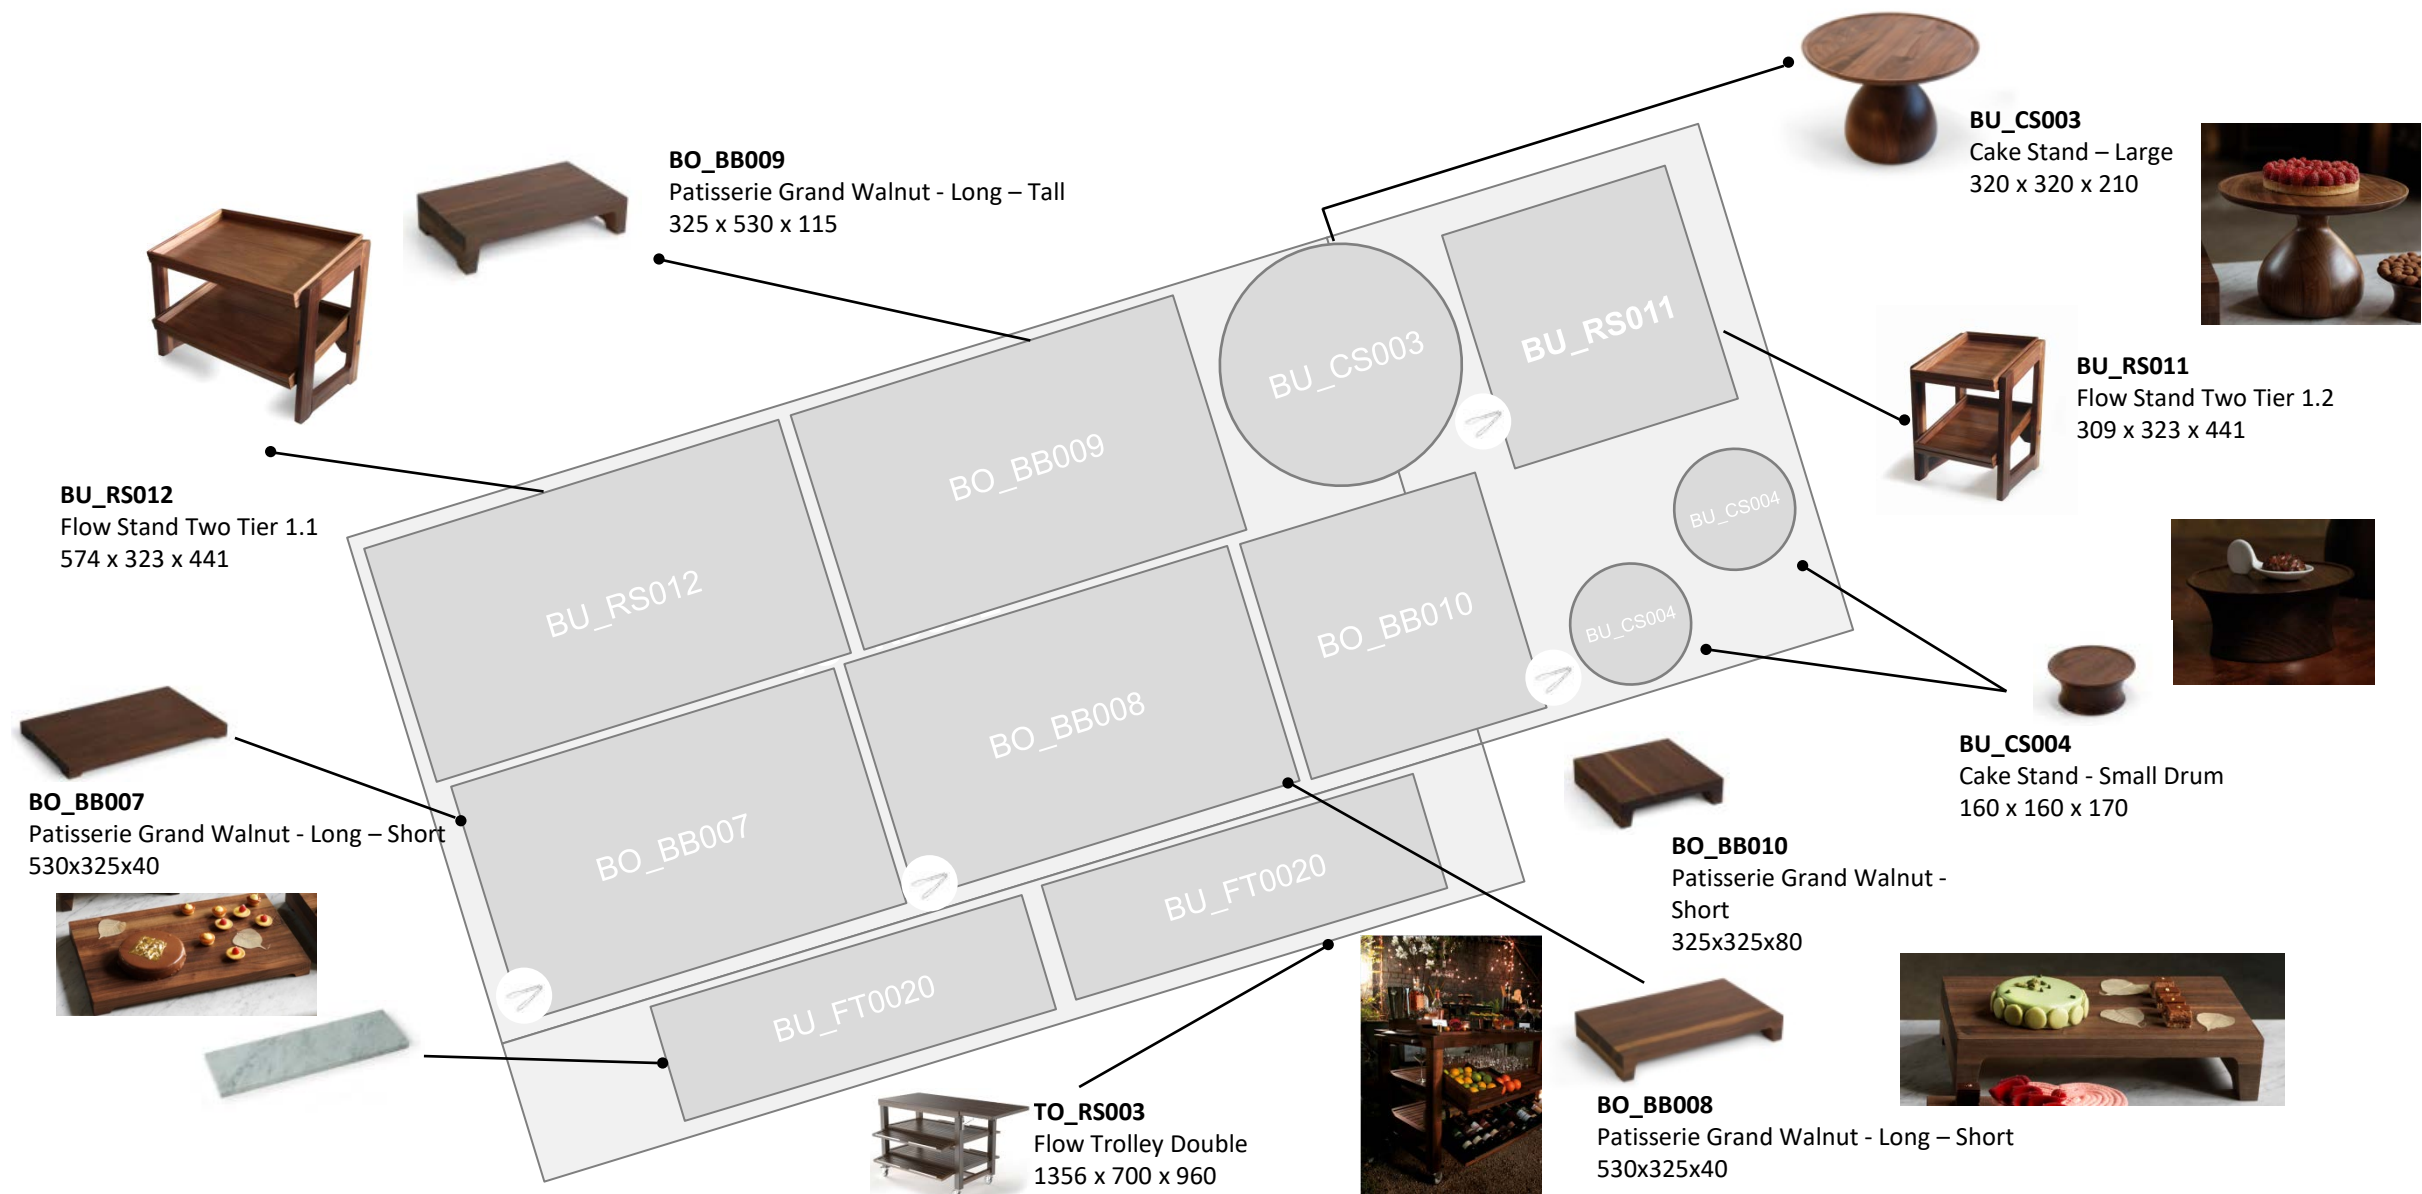 BU_CS003
Cake Stand – Large
320 x 320 x 210
BO_BB009
Patisserie Grand Walnut - Long – Tall
325 x 530 x 115
BU_RS011
Flow Stand Two Tier 1.2
309 x 323 x 441
BU_RS012
Flow Stand Two Tier 1.1
574 x 323 x 441
BU_RS011
BU_CS003
BO_BB009
BU_CS004
BU_RS012
BO_BB010
BU_CS004
BO_BB008
BO_BB007
BU_FT0020
BU_FT0020
BU_CS004
Cake Stand - Small Drum
160 x 160 x 170
BO_BB007
Patisserie Grand Walnut - Long – Short
530x325x40
BO_BB010
Patisserie Grand Walnut -
Short
325x325x80
TO_RS003
Flow Trolley Double
1356 x 700 x 960
BO_BB008
Patisserie Grand Walnut - Long – Short
530x325x40